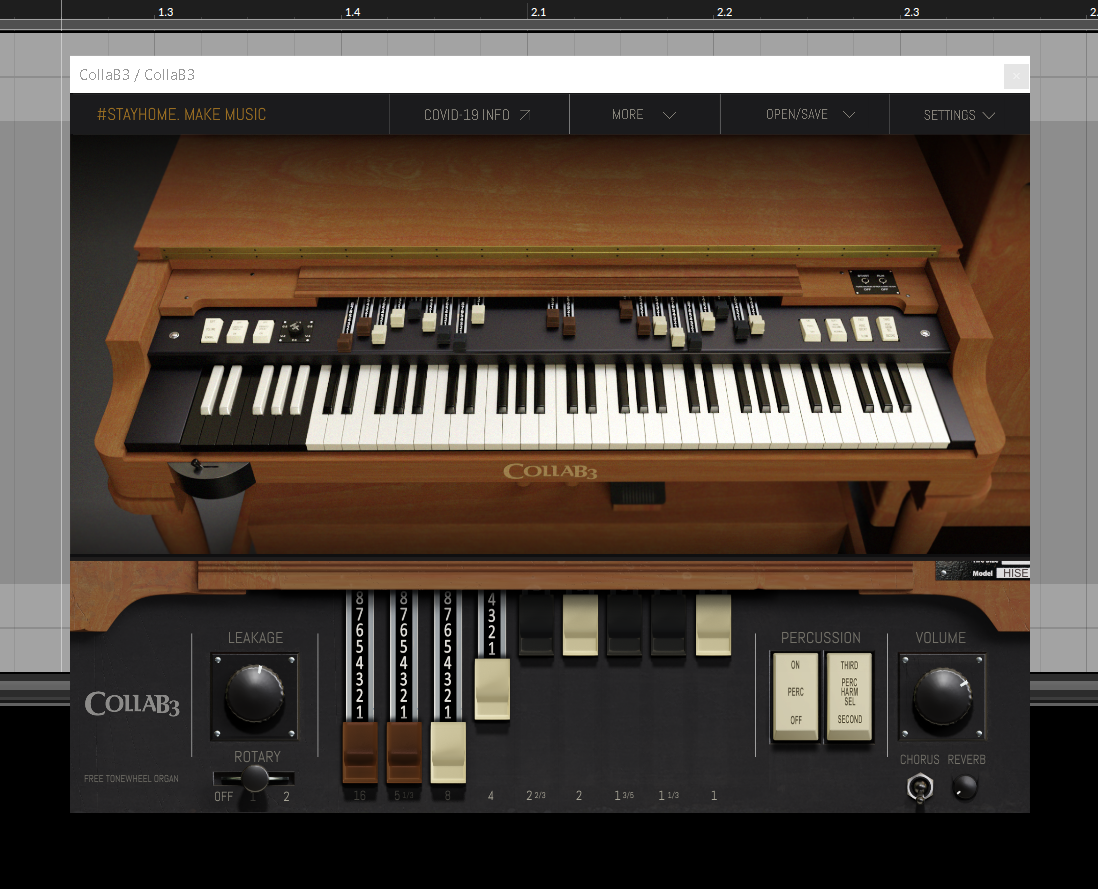 1.3 1.4 2.1 2.2 2.3 2.
CollaB3 / CollaB3
#STAYHOME. MAKE MUSIC COVID-19 INFO MORE OPEN/SAVE SETTINGS
COLLAB3
Model HISE
8 8 8 4
7 7 7 3
6 6 6 2
5 5 5 1
4 4 4
3 3 3
2 2 2
1 1 1
LEAKAGE
COLLAB3
ROTARY
FREE TONEWHEEL ORGAN
OFF 1 2
16 5 1/3 8 4 2 2/3 2 1 3/5 1 1/3 1
PERCUSSION
ON
PERC
OFF
THIRD
PERC
HARM
SEL
SECOND
VOLUME
CHORUS REVERB